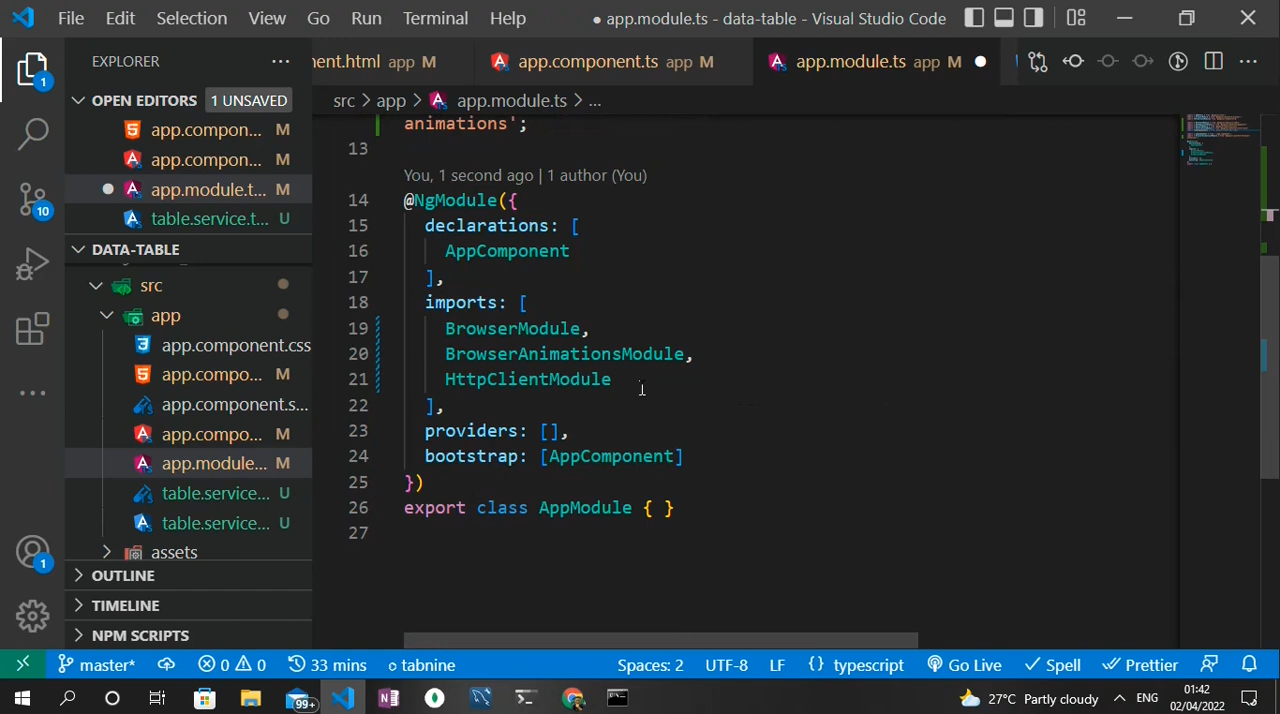 File Edit Selection View Go Run Terminal Help
app.module.ts - data-table - Visual Studio Code
EXPLORER
OPEN EDITORS 1 UNSAVED
app.compon... M
app.compon... M
app.module.t... M
table.service.t... U
DATA-TABLE
src
app
app.component.css
app.compo... M
app.component.s...
app.compo... M
app.module... M
table.service... U
table.service... U
assets
OUTLINE
TIMELINE
NPM SCRIPTS
1
10
1
nent.html app M
app.component.ts app M
app.module.ts app M
src > app > app.module.ts > ...
animations';
13
You, 1 second ago | 1 author (You)
14 @NgModule({
15 declarations: [
16 AppComponent
17 ],
18 imports: [
19 BrowserModule,
20 BrowserAnimationsModule,
21 HttpClientModule
22 ],
23 providers: [],
24 bootstrap: [AppComponent]
25 })
26 export class AppModule { }
27
master* 0 0 33 mins tabnine Spaces: 2 UTF-8 LF {} typescript Go Live Spell Prettier
99+
27°C Partly cloudy ENG
01:42
02/04/2022